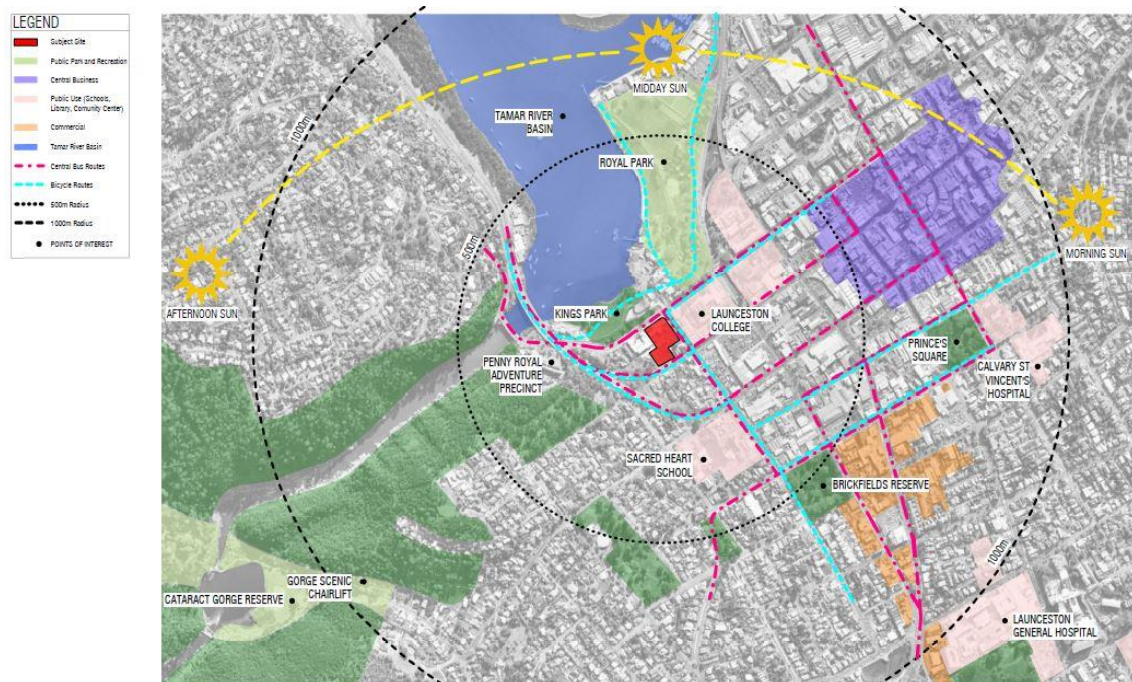 LEGEND
Subject Site
Public Park and Recreation
Central Business
Public Use (Schools,
Library, Comunity Center)
Commercial
Tamar River Basin
Central Bus Routes
Bicycle Routes
500m Radius
1000m Radius
POINTS OF INTEREST
1000m
MIDDAY SUN
TAMAR RIVER
BASIN
ROYAL PARK
500m
MORNING SUN
AFTERNOON SUN
KINGS PARK
LAUNCESTON
COLLEGE
PRINCE'S
SQUARE
PENNY ROYAL
ADVENTURE
PRECINCT
CALVARY ST
VINCENT'S
HOSPITAL
SACRED HEART
SCHOOL
BRICKFIELDS RESERVE
1000m
GORGE SCENIC
CHAIRLIFT
CATARACT GORGE RESERVE
LAUNCESTON
GENERAL HOSPITAL